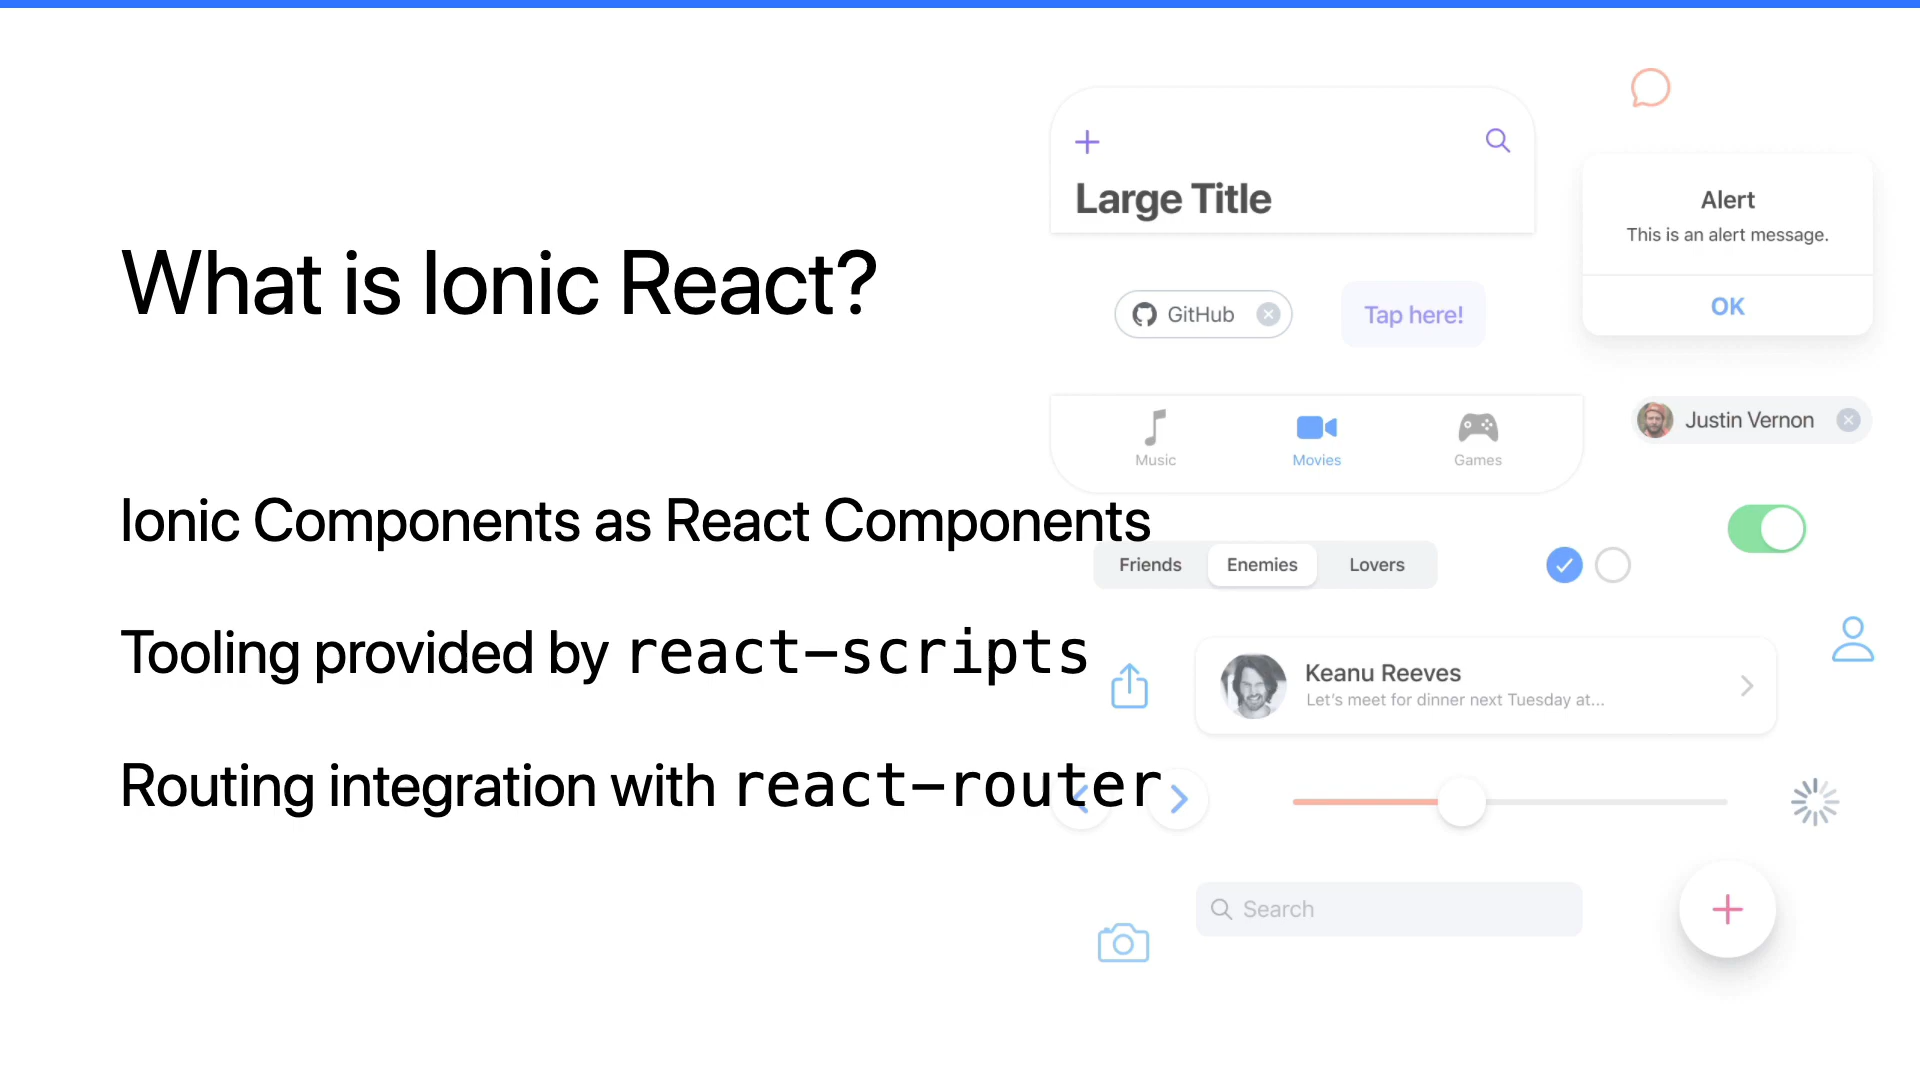 What is Ionic React?
Ionic Components as React Components
Tooling provided by react-scripts
Routing integration with react-router
Large Title
Alert
This is an alert message.
OK
GitHub
Tap here!
Music
Movies
Games
Justin Vernon
Friends
Enemies
Lovers
Keanu Reeves
Let's meet for dinner next Tuesday at...
Search